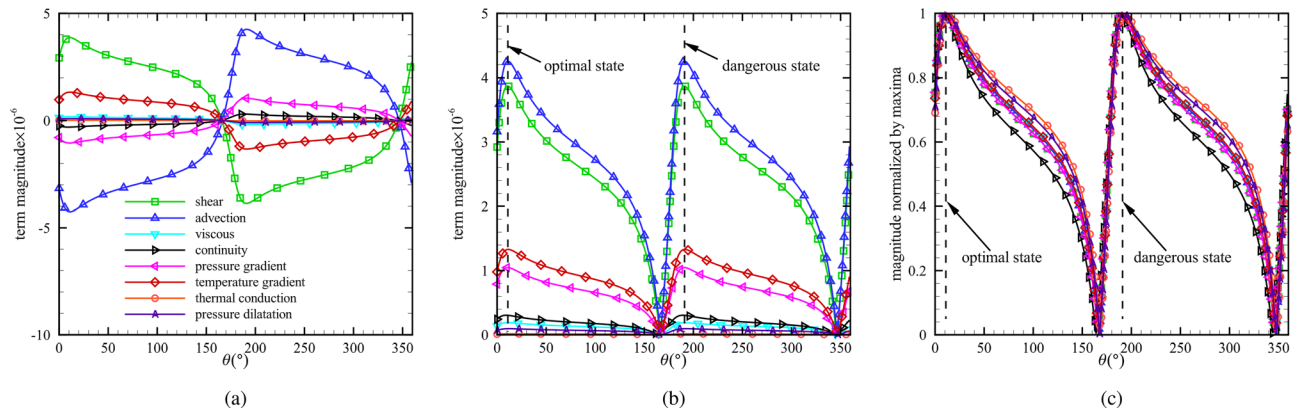 5
0
-5
-10
term magnitude×10⁻⁶
shear
advection
viscous
continuity
pressure gradient
temperature gradient
thermal conduction
pressure dilatation
0 50 100 150 200 250 300 350
θ(°)
(a)
5
4
3
2
1
0
term magnitude×10⁻⁶
optimal state
dangerous state
0 50 100 150 200 250 300 350
θ(°)
(b)
1
0.8
0.6
0.4
0.2
0
magnitude normalized by maxima
optimal state
dangerous state
0 50 100 150 200 250 300 350
θ(°)
(c)